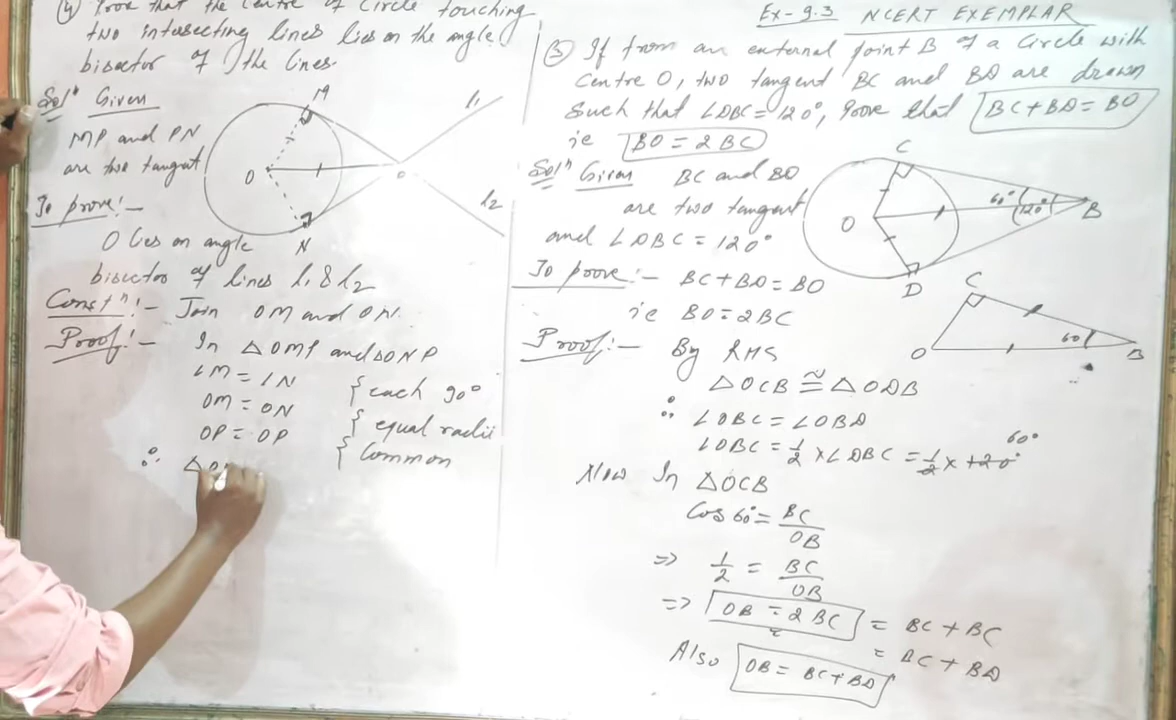 (4) Prove that the centre of Circle touching
two intersecting lines lies on the angle
bisector of the lines.
Solⁿ Given
MP and PN
are two tangent
To prove:-
O lies on angle
bisector of lines l1 & l2
Constⁿ:- Join OM and ON.
Proof:- In △OMP and △ONP
∠M = ∠N { each 90°
OM = ON { equal radii
OP = OP { Common
∴ △
M
O
N
l1
l2
Ex- 9.3 NCERT EXEMPLAR
(3) If from an external point B of a Circle with
Centre O, two tangent BC and BD are drawn
Such that ∠DBC = 120°, prove that BC + BD = BO
ie BO = 2BC
Solⁿ Given BC and BD
are two tangent
and ∠DBC = 120°
To prove:- BC + BD = BO
ie BO = 2BC
C
O
D
B
60°
120°
C
O
B
60°
Proof:- By RHS
△OCB ≅ △ODB
∴ ∠OBC = ∠OBD
∠OBC = 1/2 × ∠DBC = 1/2 × 120° 60°
Now In △OCB
Cos 60° = BC/OB
=> 1/2 = BC/OB
=> OB = 2BC = BC + BC
= BC + BD
Also OB = BC + BD